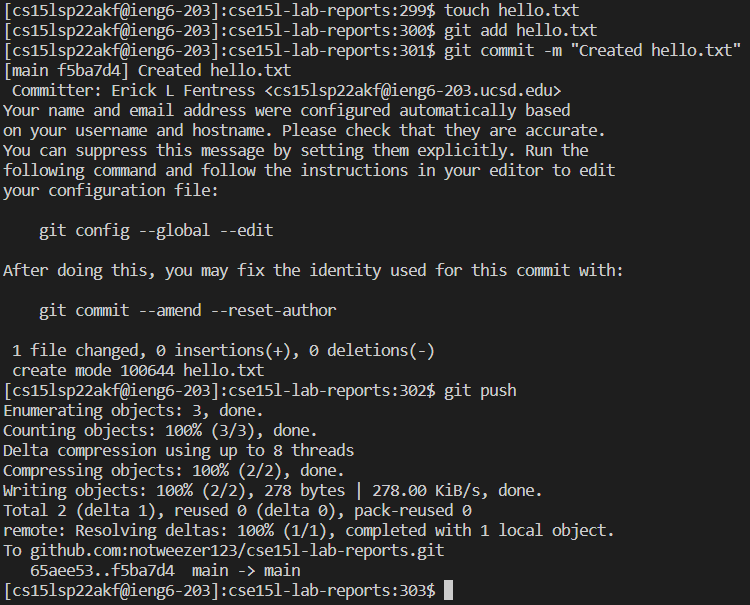 [cs15lsp22akf@ieng6-203]:cse15l-lab-reports:299$ touch hello.txt
[cs15lsp22akf@ieng6-203]:cse15l-lab-reports:300$ git add hello.txt
[cs15lsp22akf@ieng6-203]:cse15l-lab-reports:301$ git commit -m "Created hello.txt"
[main f5ba7d4] Created hello.txt
 Committer: Erick L Fentress <cs15lsp22akf@ieng6-203.ucsd.edu>
Your name and email address were configured automatically based
on your username and hostname. Please check that they are accurate.
You can suppress this message by setting them explicitly. Run the
following command and follow the instructions in your editor to edit
your configuration file:

    git config --global --edit

After doing this, you may fix the identity used for this commit with:

    git commit --amend --reset-author

 1 file changed, 0 insertions(+), 0 deletions(-)
 create mode 100644 hello.txt
[cs15lsp22akf@ieng6-203]:cse15l-lab-reports:302$ git push
Enumerating objects: 3, done.
Counting objects: 100% (3/3), done.
Delta compression using up to 8 threads
Compressing objects: 100% (2/2), done.
Writing objects: 100% (2/2), 278 bytes | 278.00 KiB/s, done.
Total 2 (delta 1), reused 0 (delta 0), pack-reused 0
remote: Resolving deltas: 100% (1/1), completed with 1 local object.
To github.com:notweezer123/cse15l-lab-reports.git
   65aee53..f5ba7d4  main -> main
[cs15lsp22akf@ieng6-203]:cse15l-lab-reports:303$